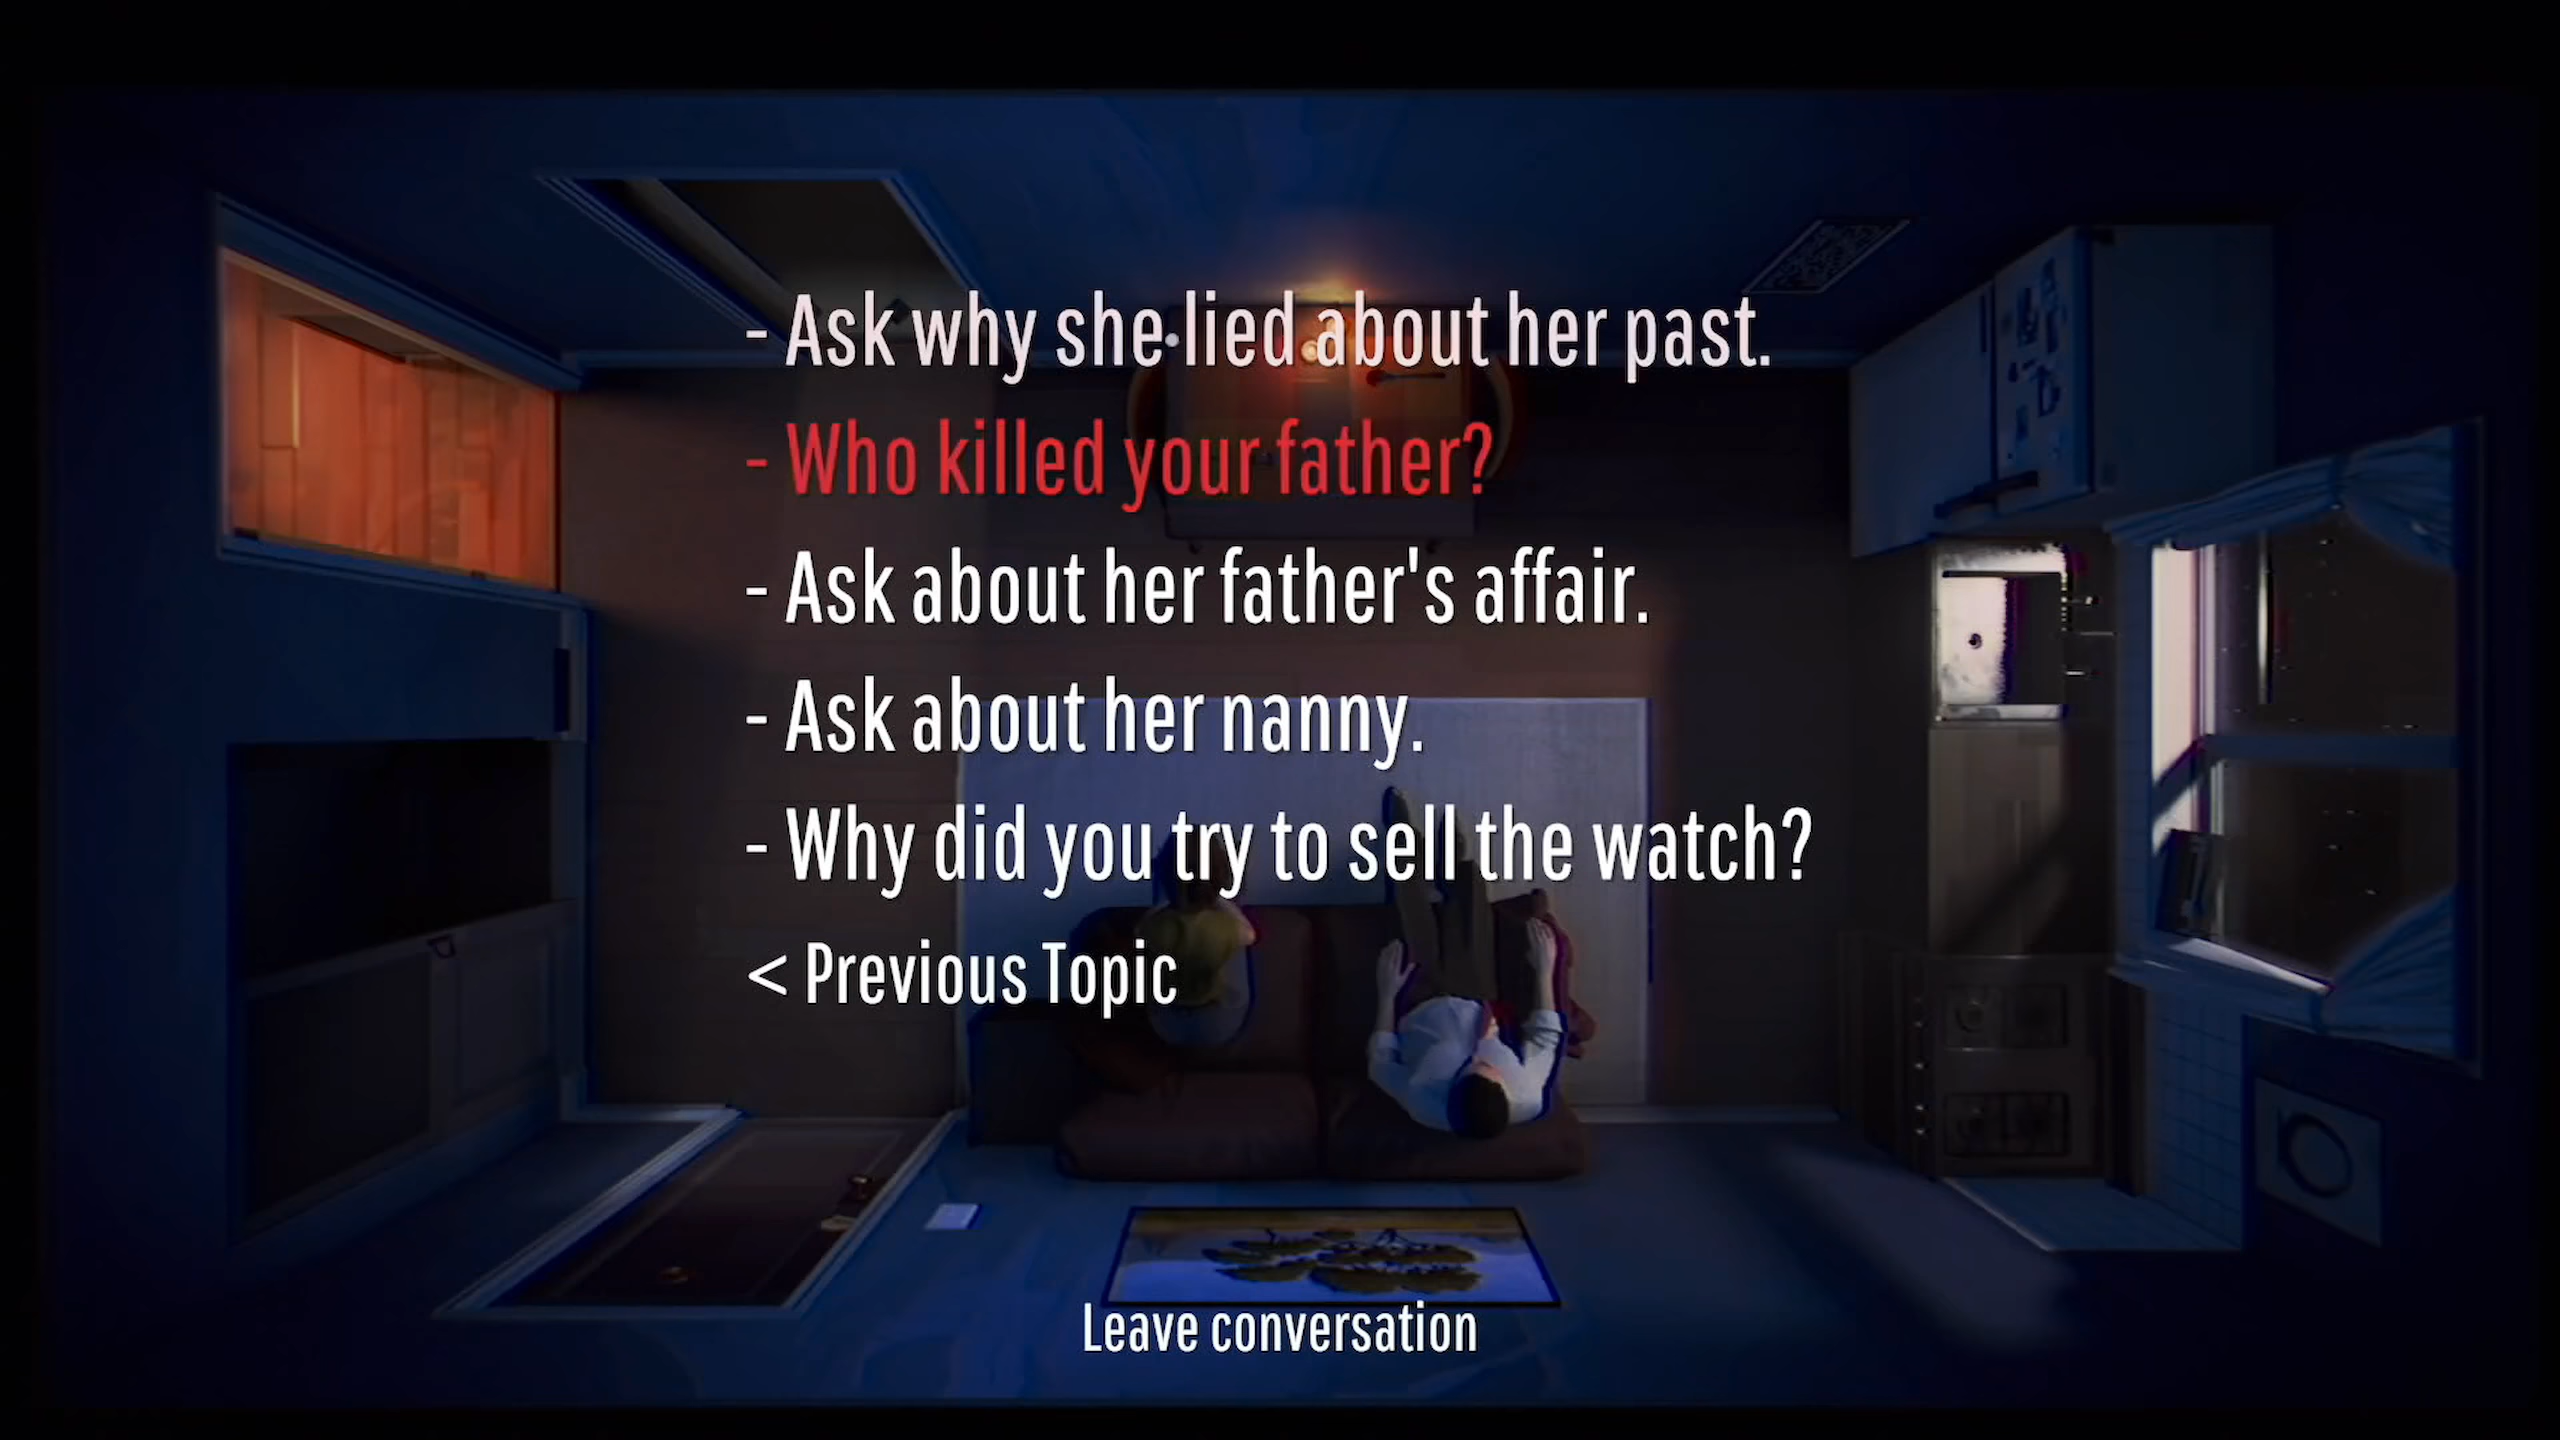 - Ask why she lied about her past.
- Who killed your father?
- Ask about her father's affair.
- Ask about her nanny.
- Why did you try to sell the watch?
< Previous Topic
Leave conversation